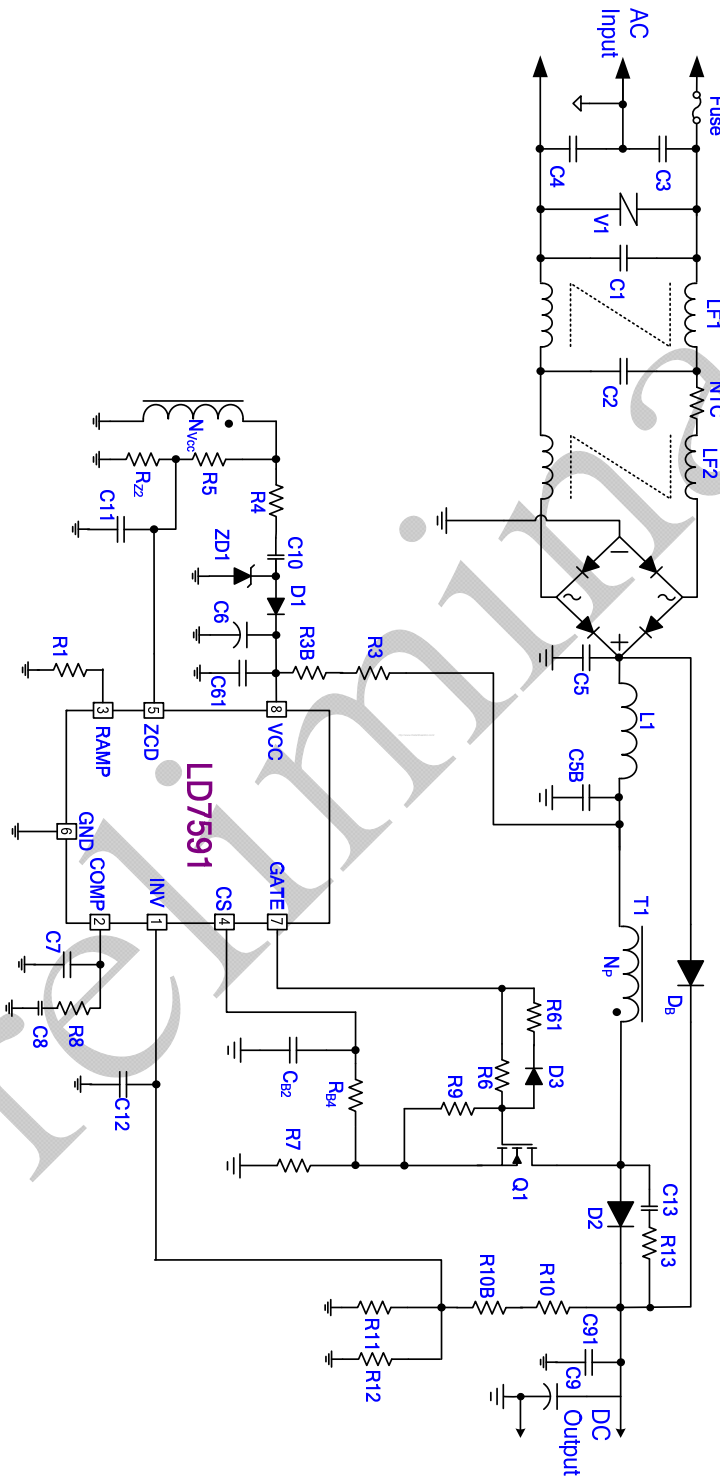 AC
Input
Fuse
C3
C4
V1
C1
LF1
C2
NTC
LF2
~
~
−
+
C5
L1
C5B
T1
NP
DB
NVcc
R5
RZ2
C11
R4
C10
ZD1
D1
C6
C61
R3B
R3
R1
3
RAMP
5
ZCD
8
VCC
LD7591
6
GND
COMP
2
INV
1
CS
4
GATE
7
C7
C8
R8
C12
CB2
RB4
R61
D3
R6
R9
R7
Q1
C13
R13
D2
R10B
R10
R11
R12
C91
C9
DC
Output
relimina